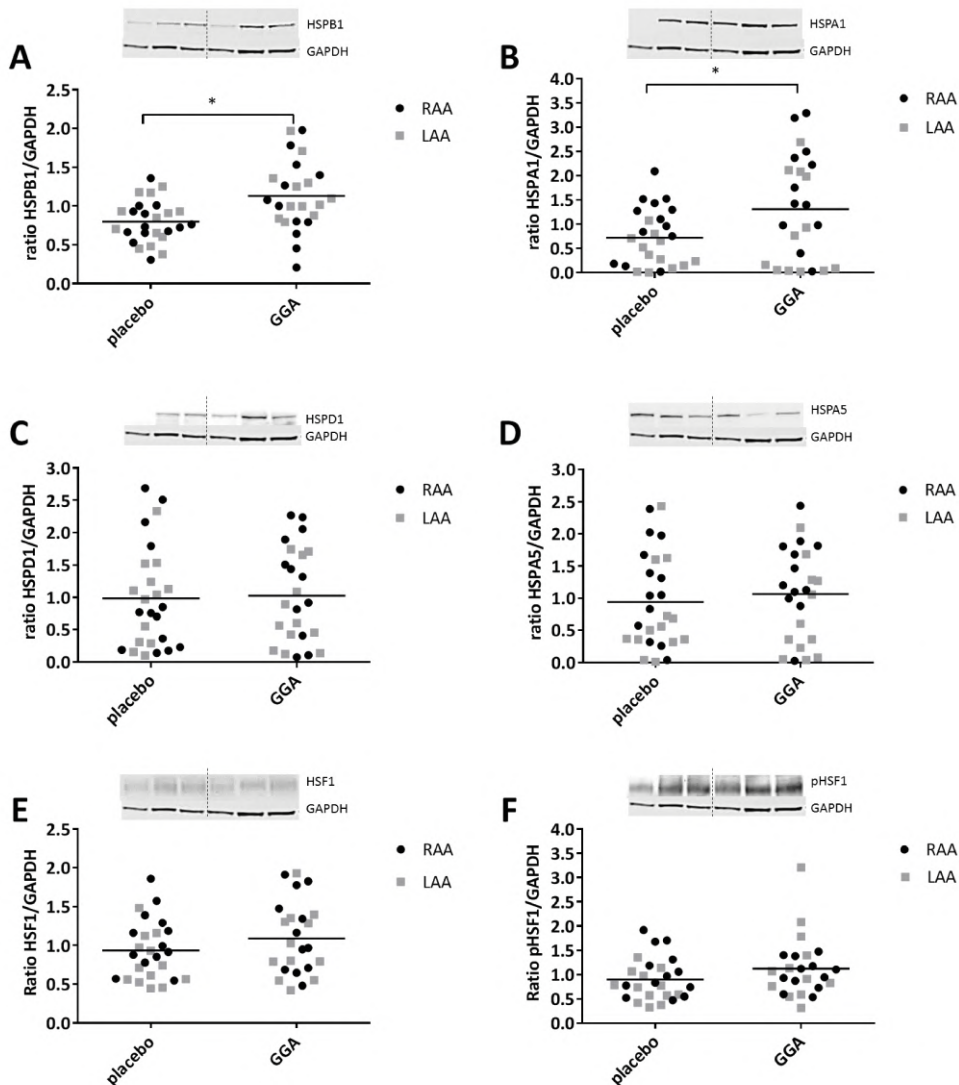 HSPB1
GAPDH
A
*
ratio HSPB1/GAPDH
2.5
2.0
1.5
1.0
0.5
0.0
placebo
GGA
RAA
LAA
HSPA1
GAPDH
B
*
ratio HSPA1/GAPDH
4.0
3.5
3.0
2.5
2.0
1.5
1.0
0.5
0.0
placebo
GGA
RAA
LAA
HSPD1
GAPDH
C
ratio HSPD1/GAPDH
3.0
2.5
2.0
1.5
1.0
0.5
0.0
placebo
GGA
RAA
LAA
HSPA5
GAPDH
D
ratio HSPA5/GAPDH
3.0
2.5
2.0
1.5
1.0
0.5
0.0
placebo
GGA
RAA
LAA
HSF1
GAPDH
E
Ratio HSF1/GAPDH
2.5
2.0
1.5
1.0
0.5
0.0
placebo
GGA
RAA
LAA
pHSF1
GAPDH
F
Ratio pHSF1/GAPDH
4.0
3.5
3.0
2.5
2.0
1.5
1.0
0.5
0.0
placebo
GGA
RAA
LAA